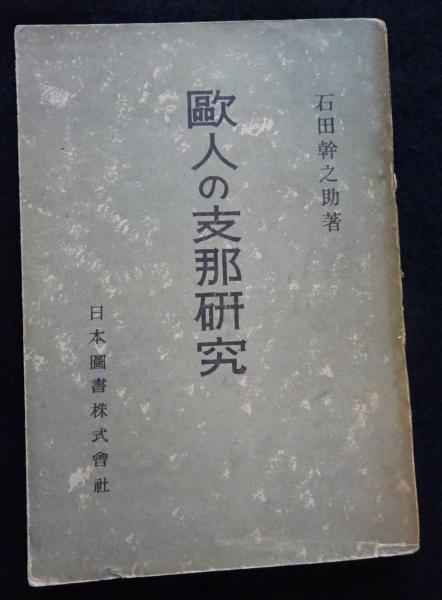 石田幹之助著
歐人の支那研究
日本圖書株式會社